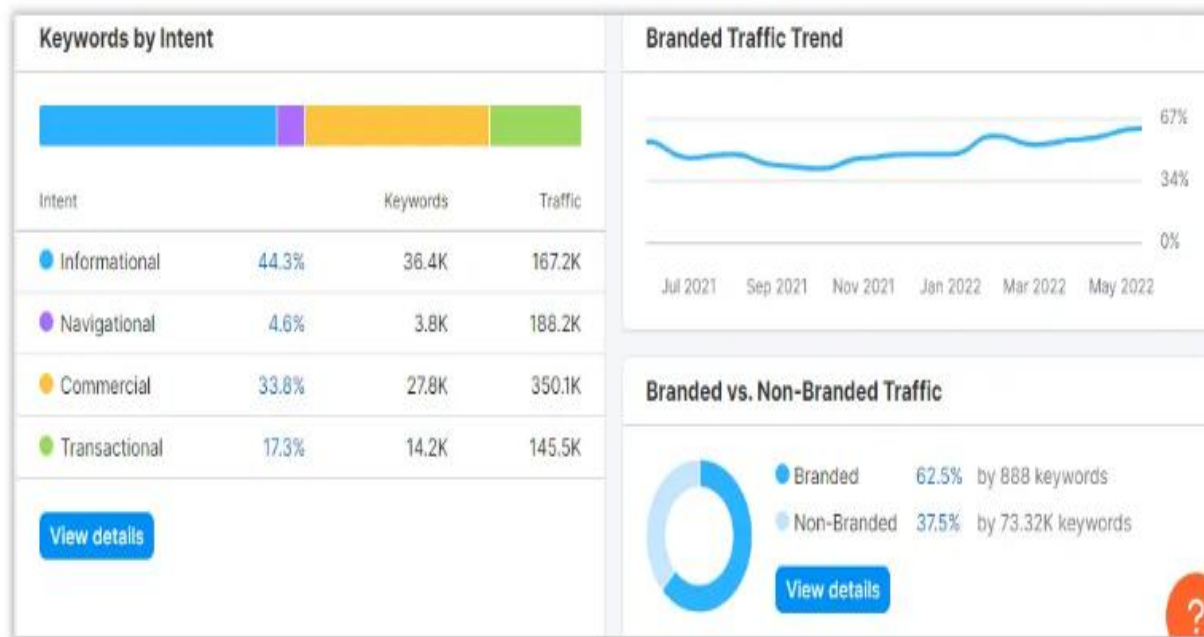 Keywords by Intent
Intent Keywords Traffic
Informational 44.3% 36.4K 167.2K
Navigational 4.6% 3.8K 188.2K
Commercial 33.8% 27.8K 350.1K
Transactional 17.3% 14.2K 145.5K
View details
Branded Traffic Trend
67%
34%
0%
Jul 2021 Sep 2021 Nov 2021 Jan 2022 Mar 2022 May 2022
Branded vs. Non-Branded Traffic
Branded 62.5% by 888 keywords
Non-Branded 37.5% by 73.32K keywords
View details
?